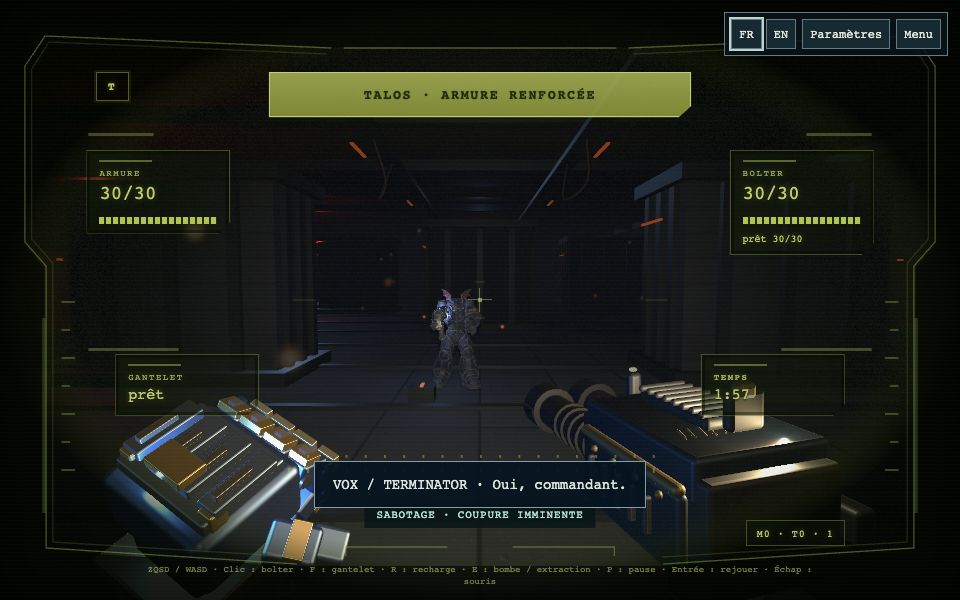 FR EN Paramètres Menu
T
TALOS · ARMURE RENFORCÉE
ARMURE
30/30
BOLTER
30/30
prêt 30/30
GANTELET
prêt
TEMPS
1:57
VOX / TERMINATOR · Oui, commandant.
SABOTAGE · COUPURE IMMINENTE
M0 · T0 · 1
ZQSD / WASD · Clic : bolter · F : gantelet · R : recharge · E : bombe / extraction · P : pause · Entrée : rejouer · Échap :
souris